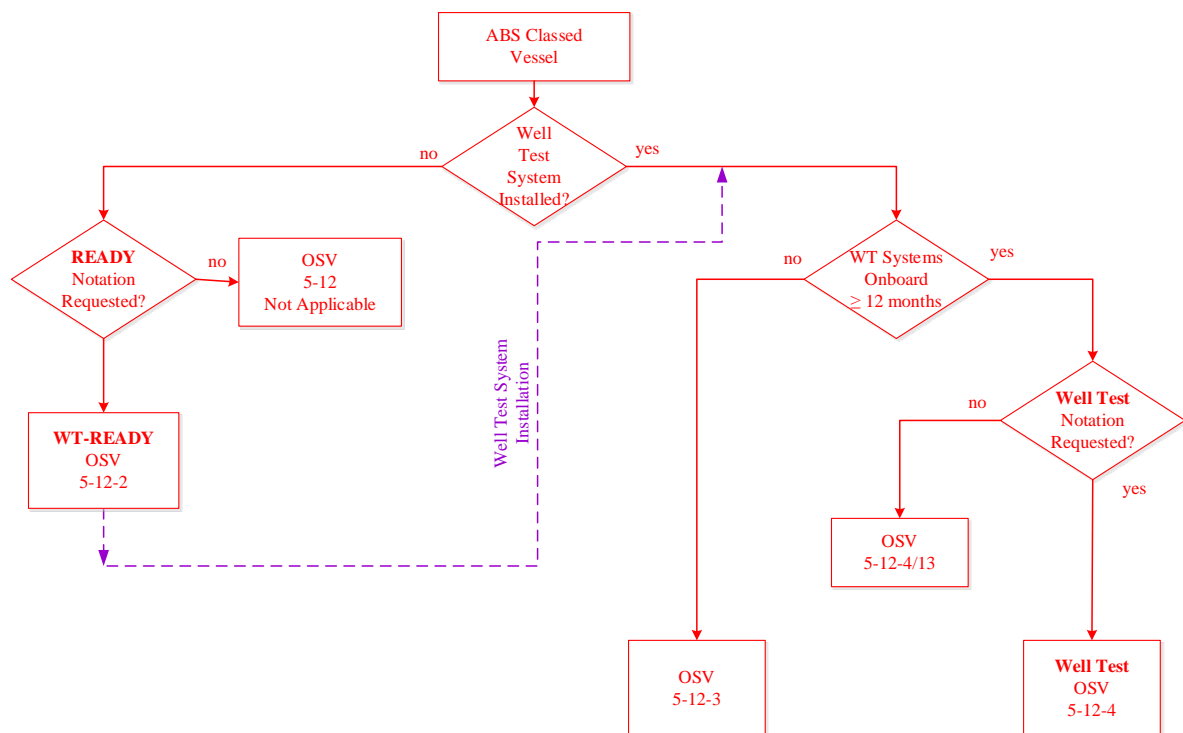 ABS Classed
Vessel
Well
Test
System
Installed?
no
yes
READY
Notation
Requested?
no
OSV
5-12
Not Applicable
WT-READY
OSV
5-12-2
Well Test System
Installation
WT Systems
Onboard
≥ 12 months
no
yes
Well Test
Notation
Requested?
no
yes
OSV
5-12-4/13
OSV
5-12-3
Well Test
OSV
5-12-4